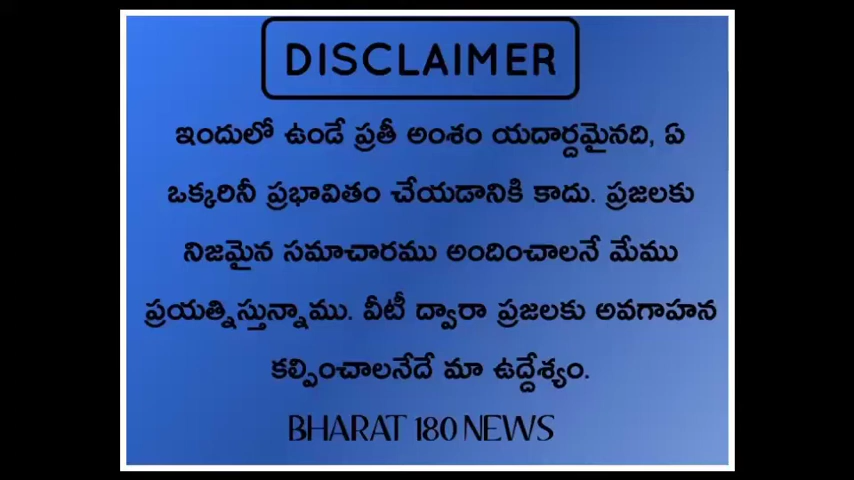 DISCLAIMER
ఇందులో ఉండే ప్రతీ అంశం యదార్దమైనది, ఏ
ఒక్కరినీ ప్రభావితం చేయడానికి కాదు. ప్రజలకు
నిజమైన సమాచారము అందించాలనే మేము
ప్రయత్నిస్తున్నాము. వీటి ద్వారా ప్రజలకు అవగాహన
కల్పించాలనేదే మా ఉద్దేశ్యం.
BHARAT 180 NEWS